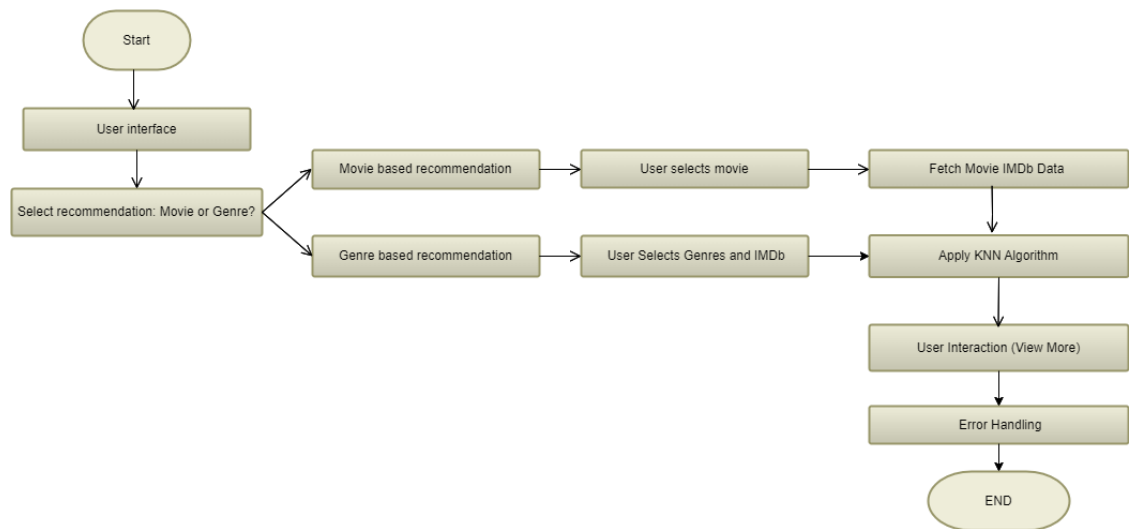 Start
User interface
Select recommendation: Movie or Genre?
Movie based recommendation
User selects movie
Fetch Movie IMDb Data
Genre based recommendation
User Selects Genres and IMDb
Apply KNN Algorithm
User Interaction (View More)
Error Handling
END